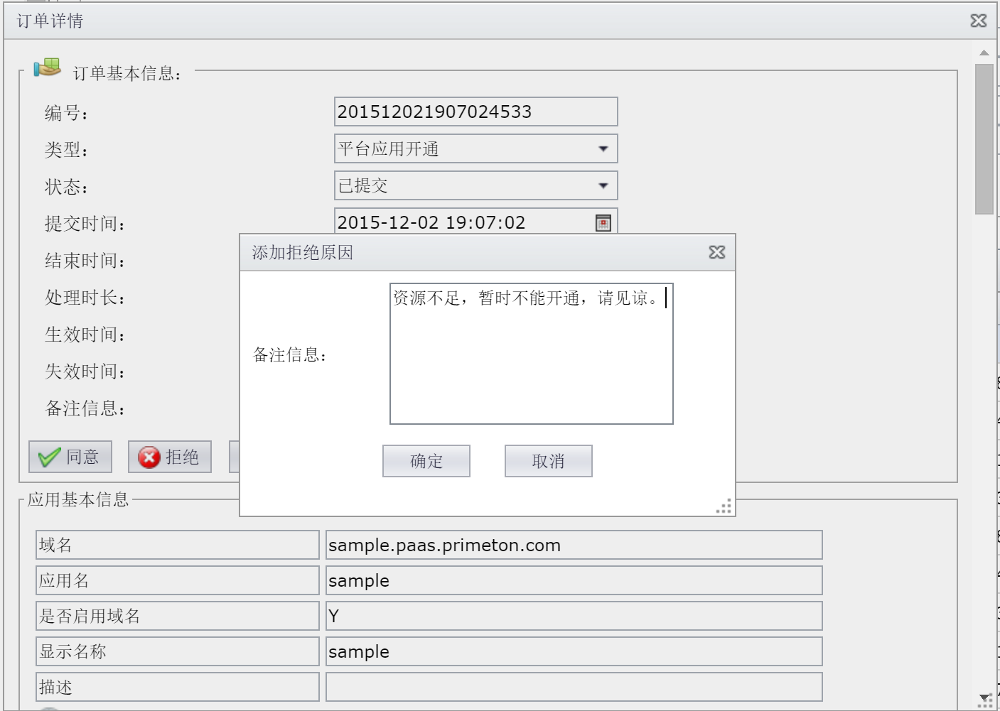 订单详情
订单基本信息：
编号：
201512021907024533
类型：
平台应用开通
状态：
已提交
提交时间：
2015-12-02 19:07:02
结束时间：
处理时长：
生效时间：
失效时间：
备注信息：
同意
拒绝
添加拒绝原因
备注信息：
资源不足，暂时不能开通，请见谅。
确定
取消
应用基本信息
域名
sample.paas.primeton.com
应用名
sample
是否启用域名
Y
显示名称
sample
描述